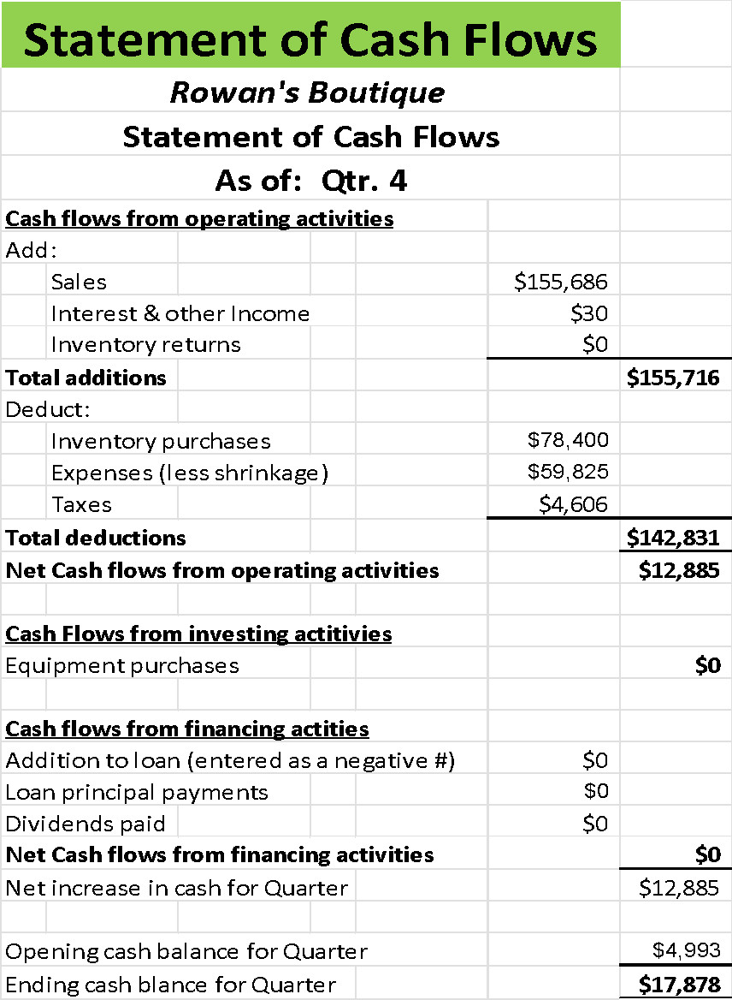 Statement of Cash Flows
Rowan's Boutique
Statement of Cash Flows
As of: Qtr. 4
Cash flows from operating activities
Add:
Sales $155,686
Interest & other Income $30
Inventory returns $0
Total additions $155,716
Deduct:
Inventory purchases $78,400
Expenses (less shrinkage) $59,825
Taxes $4,606
Total deductions $142,831
Net Cash flows from operating activities $12,885
Cash Flows from investing actitivies
Equipment purchases $0
Cash flows from financing actities
Addition to loan (entered as a negative #) $0
Loan principal payments $0
Dividends paid $0
Net Cash flows from financing activities $0
Net increase in cash for Quarter $12,885
Opening cash balance for Quarter $4,993
Ending cash blance for Quarter $17,878